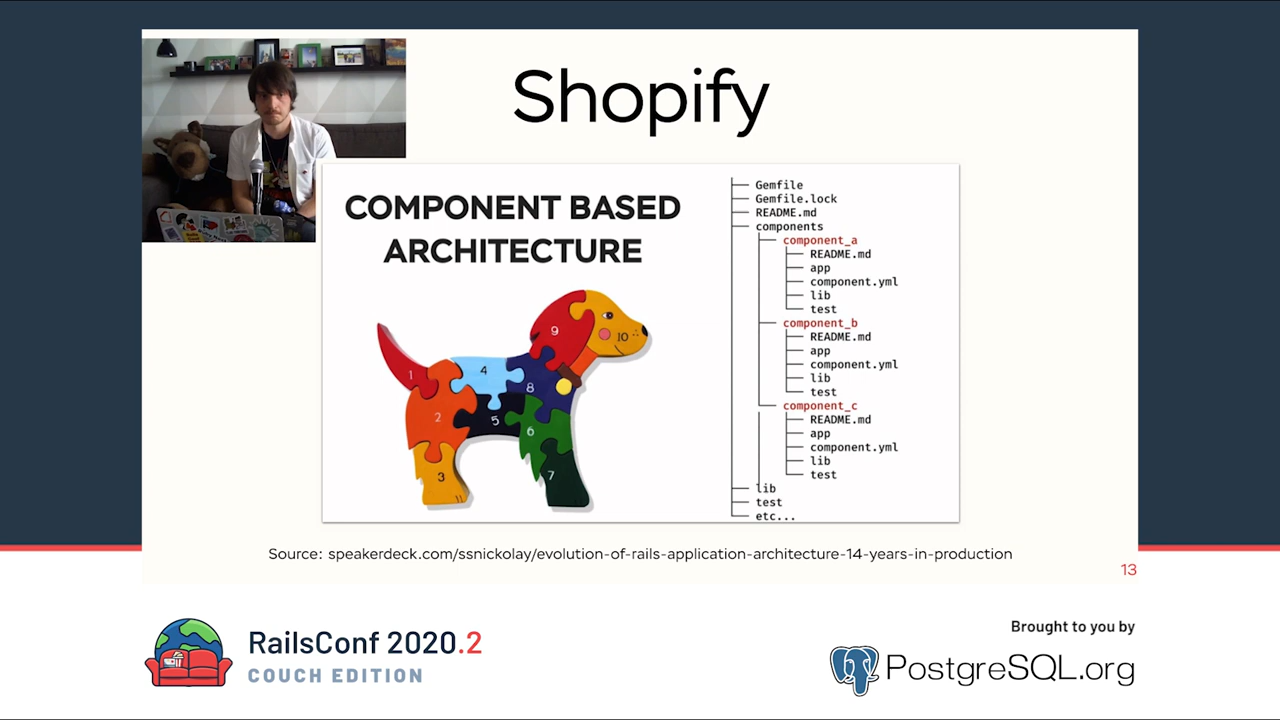 Shopify
COMPONENT BASED
ARCHITECTURE
1
2
3
4
5
6
7
8
9
10
11
Gemfile
Gemfile.lock
README.md
components
component_a
README.md
app
component.yml
lib
test
component_b
README.md
app
component.yml
lib
test
component_c
README.md
app
component.yml
lib
test
lib
test
etc...
Source: speakerdeck.com/ssnickolay/evolution-of-rails-application-architecture-14-years-in-production
13
RailsConf 2020.2
COUCH EDITION
Brought to you by
PostgreSQL.org